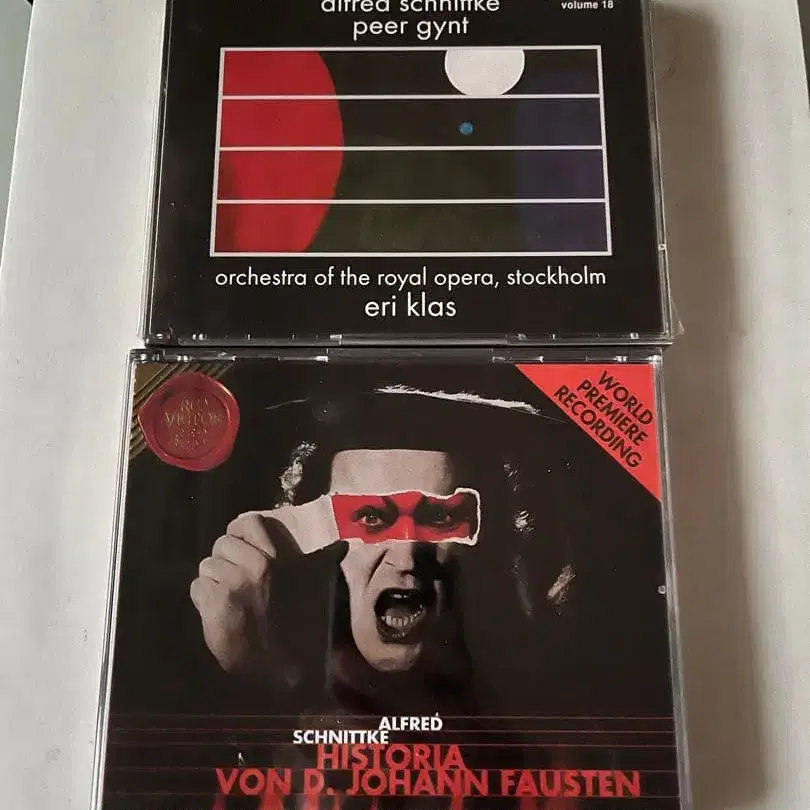 alfred schnittke
volume 18
peer gynt
orchestra of the royal opera, stockholm
eri klas
VICTOR
WORLD
PREMIERE
RECORDING
ALFRED
SCHNITTKE
HISTORIA
VON D. JOHANN FAUSTEN